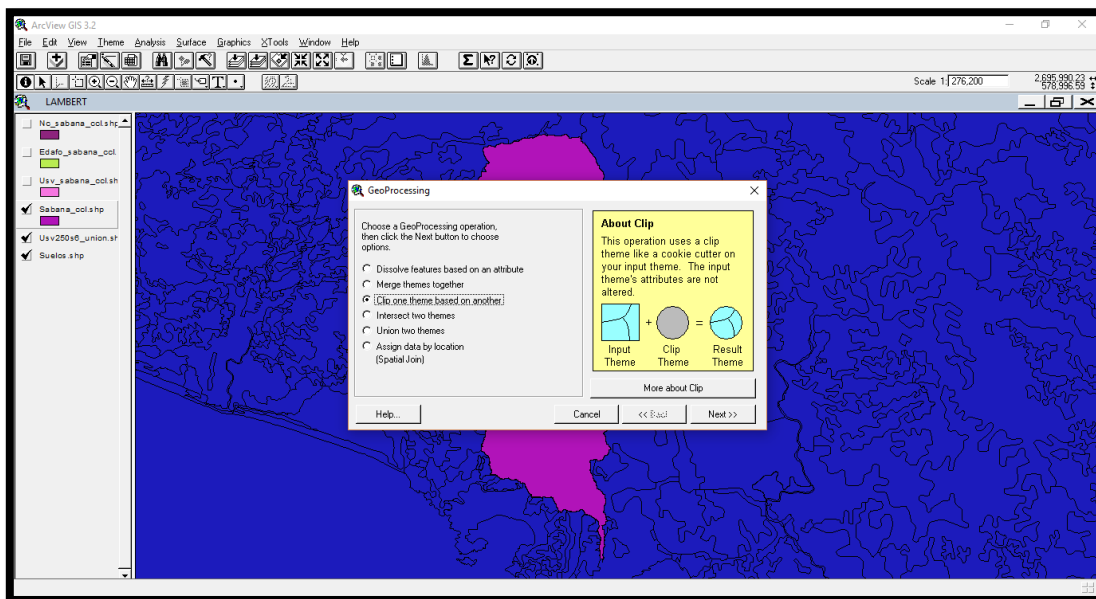 ArcView GIS 3.2
File Edit View Theme Analysis Surface Graphics XTools Window Help
Scale 1: 276,200
2,695,990.23
578,996.59
LAMBERT
Nc_sabana_ccl.shp
Edafo_sabana_ccl.
Usv_sabana_ccl.sh
Sabana_ccl.shp
Usv250s6_union.sh
Suelos.shp
GeoProcessing
Choose a GeoProcessing operation,
then click the Next button to choose
options.
Dissolve features based on an attribute
Merge themes together
Clip one theme based on another
Intersect two themes
Union two themes
Assign data by location
(Spatial Join)
About Clip
This operation uses a clip
theme like a cookie cutter on
your input theme. The input
theme's attributes are not
altered.
+ =
Input Clip Result
Theme Theme Theme
More about Clip
Help... Cancel << Back Next >>